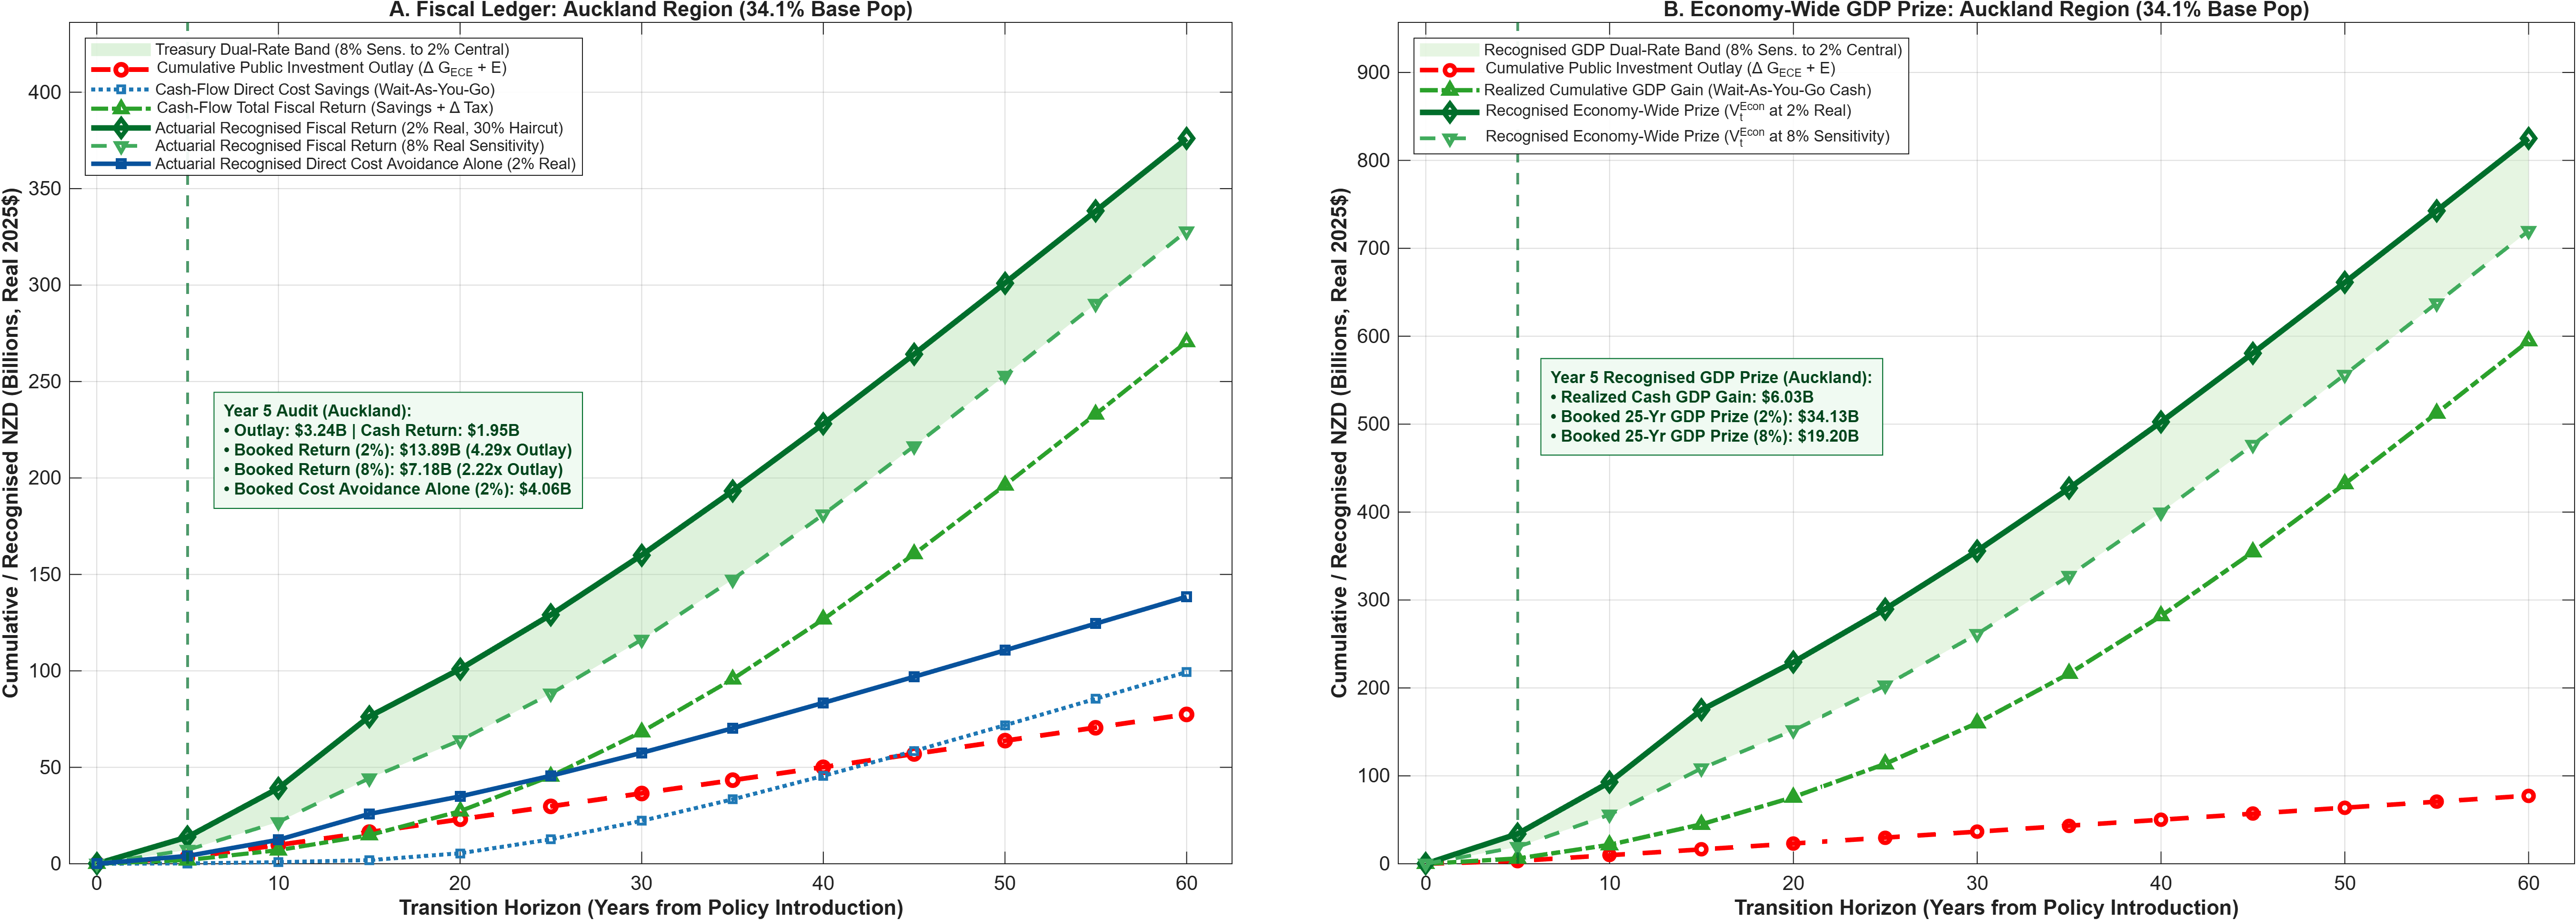 A. Fiscal Ledger: Auckland Region (34.1% Base Pop)
Treasury Dual-Rate Band (8% Sens. to 2% Central)
Cumulative Public Investment Outlay (Δ G_ECE + E)
Cash-Flow Direct Cost Savings (Wait-As-You-Go)
Cash-Flow Total Fiscal Return (Savings + Δ Tax)
Actuarial Recognised Fiscal Return (2% Real, 30% Haircut)
Actuarial Recognised Fiscal Return (8% Real Sensitivity)
Actuarial Recognised Direct Cost Avoidance Alone (2% Real)
Cumulative / Recognised NZD (Billions, Real 2025$)
400
350
300
250
200
150
100
50
0
Year 5 Audit (Auckland):
• Outlay: $3.24B | Cash Return: $1.95B
• Booked Return (2%): $13.89B (4.29x Outlay)
• Booked Return (8%): $7.18B (2.22x Outlay)
• Booked Cost Avoidance Alone (2%): $4.06B
0 10 20 30 40 50 60
Transition Horizon (Years from Policy Introduction)
B. Economy-Wide GDP Prize: Auckland Region (34.1% Base Pop)
Recognised GDP Dual-Rate Band (8% Sens. to 2% Central)
Cumulative Public Investment Outlay (Δ G_ECE + E)
Realized Cumulative GDP Gain (Wait-As-You-Go Cash)
Recognised Economy-Wide Prize (V_t^Econ at 2% Real)
Recognised Economy-Wide Prize (V_t^Econ at 8% Sensitivity)
Cumulative / Recognised NZD (Billions, Real 2025$)
900
800
700
600
500
400
300
200
100
0
Year 5 Recognised GDP Prize (Auckland):
• Realized Cash GDP Gain: $6.03B
• Booked 25-Yr GDP Prize (2%): $34.13B
• Booked 25-Yr GDP Prize (8%): $19.20B
0 10 20 30 40 50 60
Transition Horizon (Years from Policy Introduction)